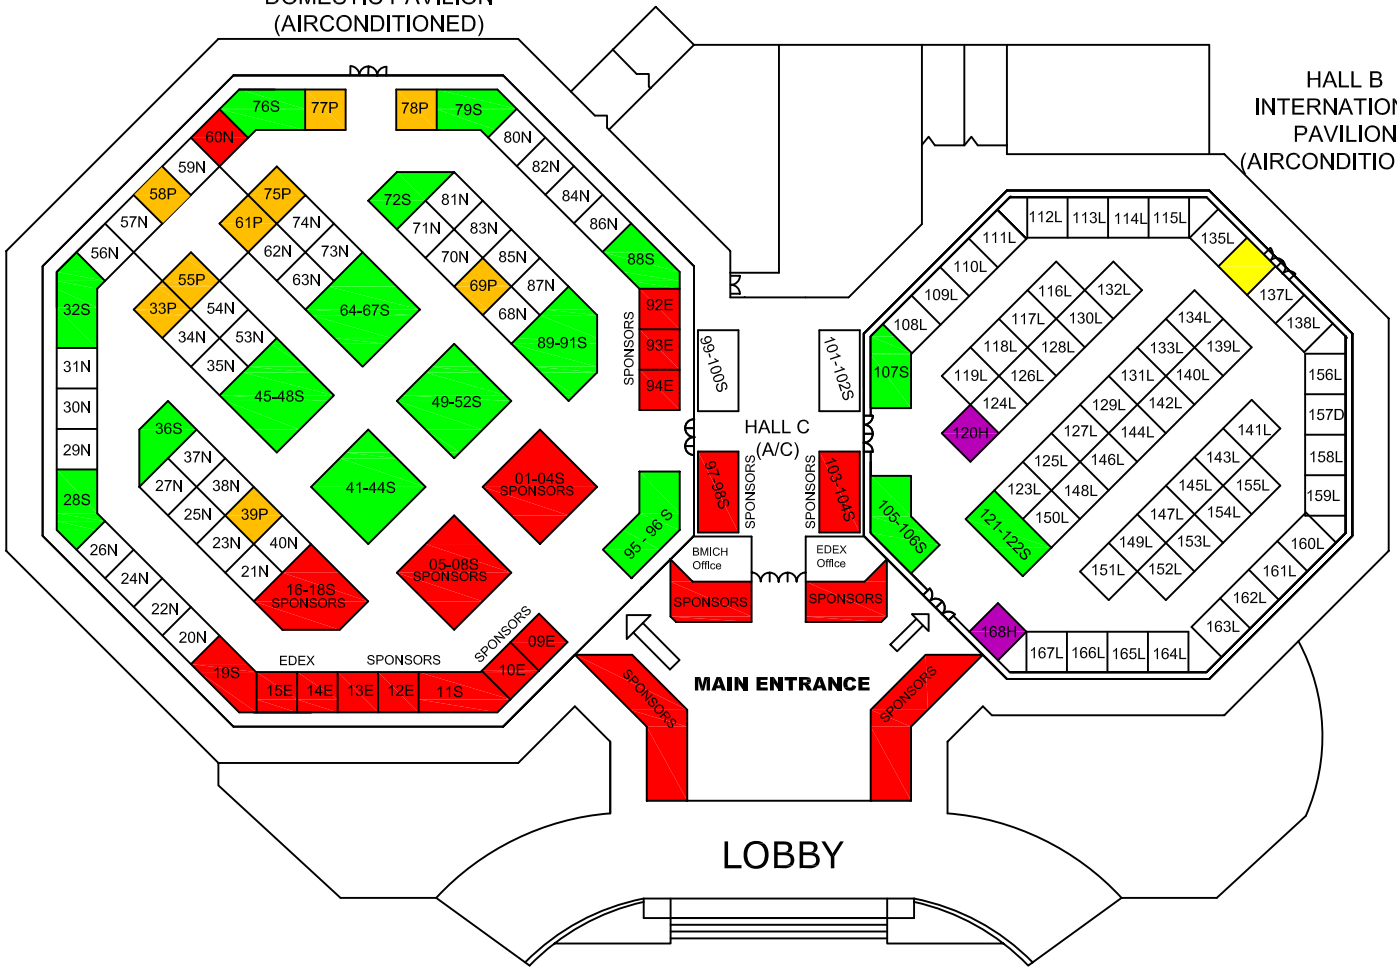 DOMESTIC PAVILION
(AIRCONDITIONED)
HALL B
INTERNATION
PAVILION
(AIRCONDITIO
76S
77P
78P
79S
60N
59N
58P
57N
56N
32S
31N
30N
29N
28S
26N
24N
22N
20N
19S
80N
82N
84N
86N
88S
92E
93E
94E
SPONSORS
75P
61P
74N
62N
73N
63N
64-67S
72S
81N
71N
83N
70N
85N
69P
87N
68N
89-91S
55P
33P
54N
34N
53N
35N
45-48S
49-52S
41-44S
36S
37N
27N
38N
25N
39P
23N
40N
21N
16-18S
SPONSORS
01-04S
SPONSORS
05-08S
SPONSORS
95 - 96 S
EDEX
SPONSORS
SPONSORS
15E
14E
13E
12E
11S
10E
09E
99-100S
101-102S
HALL C
(A/C)
97-98S
SPONSORS
SPONSORS
103-104S
BMICH
Office
EDEX
Office
SPONSORS
SPONSORS
MAIN ENTRANCE
SPONSORS
SPONSORS
LOBBY
112L
113L
114L
115L
111L
110L
109L
108L
107S
135L
137L
138L
156L
157D
158L
159L
160L
161L
162L
163L
116L
132L
117L
130L
118L
128L
119L
126L
124L
120H
134L
133L
139L
131L
140L
129L
142L
127L
144L
125L
146L
123L
148L
150L
121-122S
141L
143L
145L
155L
147L
154L
149L
153L
151L
152L
105-106S
168H
167L
166L
165L
164L